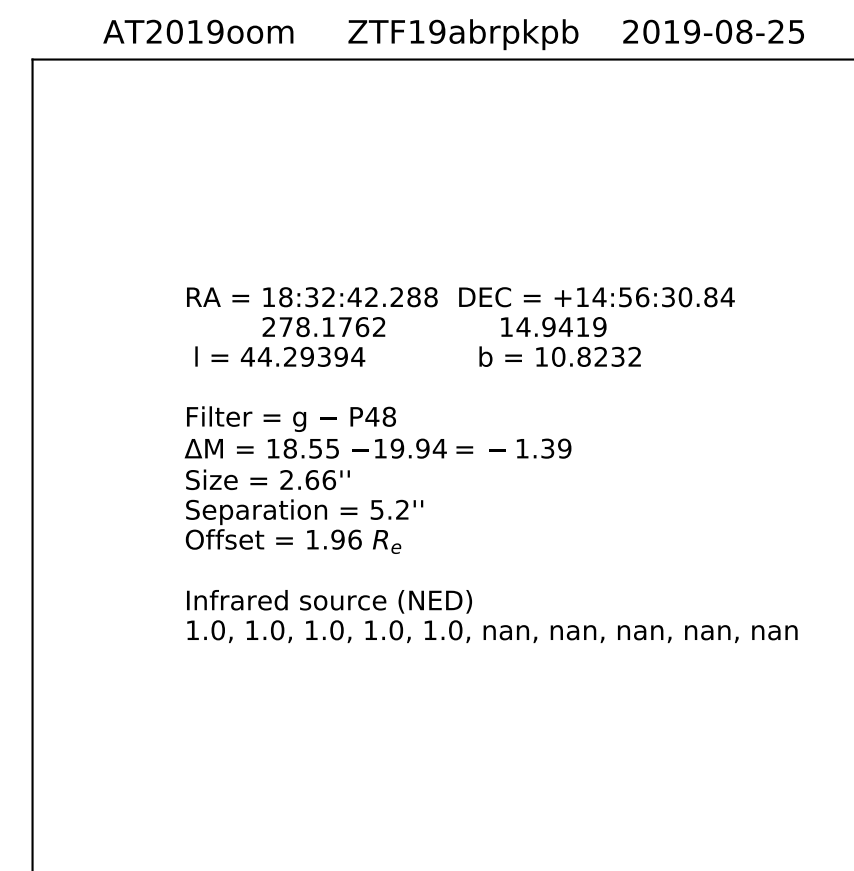 AT2019oom ZTF19abrpkpb 2019-08-25
RA = 18:32:42.288 DEC = +14:56:30.84
278.1762 14.9419
l = 44.29394 b = 10.8232
Filter = g − P48
ΔM = 18.55 −19.94 = − 1.39
Size = 2.66''
Separation = 5.2''
Offset = 1.96 Re
Infrared source (NED)
1.0, 1.0, 1.0, 1.0, 1.0, nan, nan, nan, nan, nan